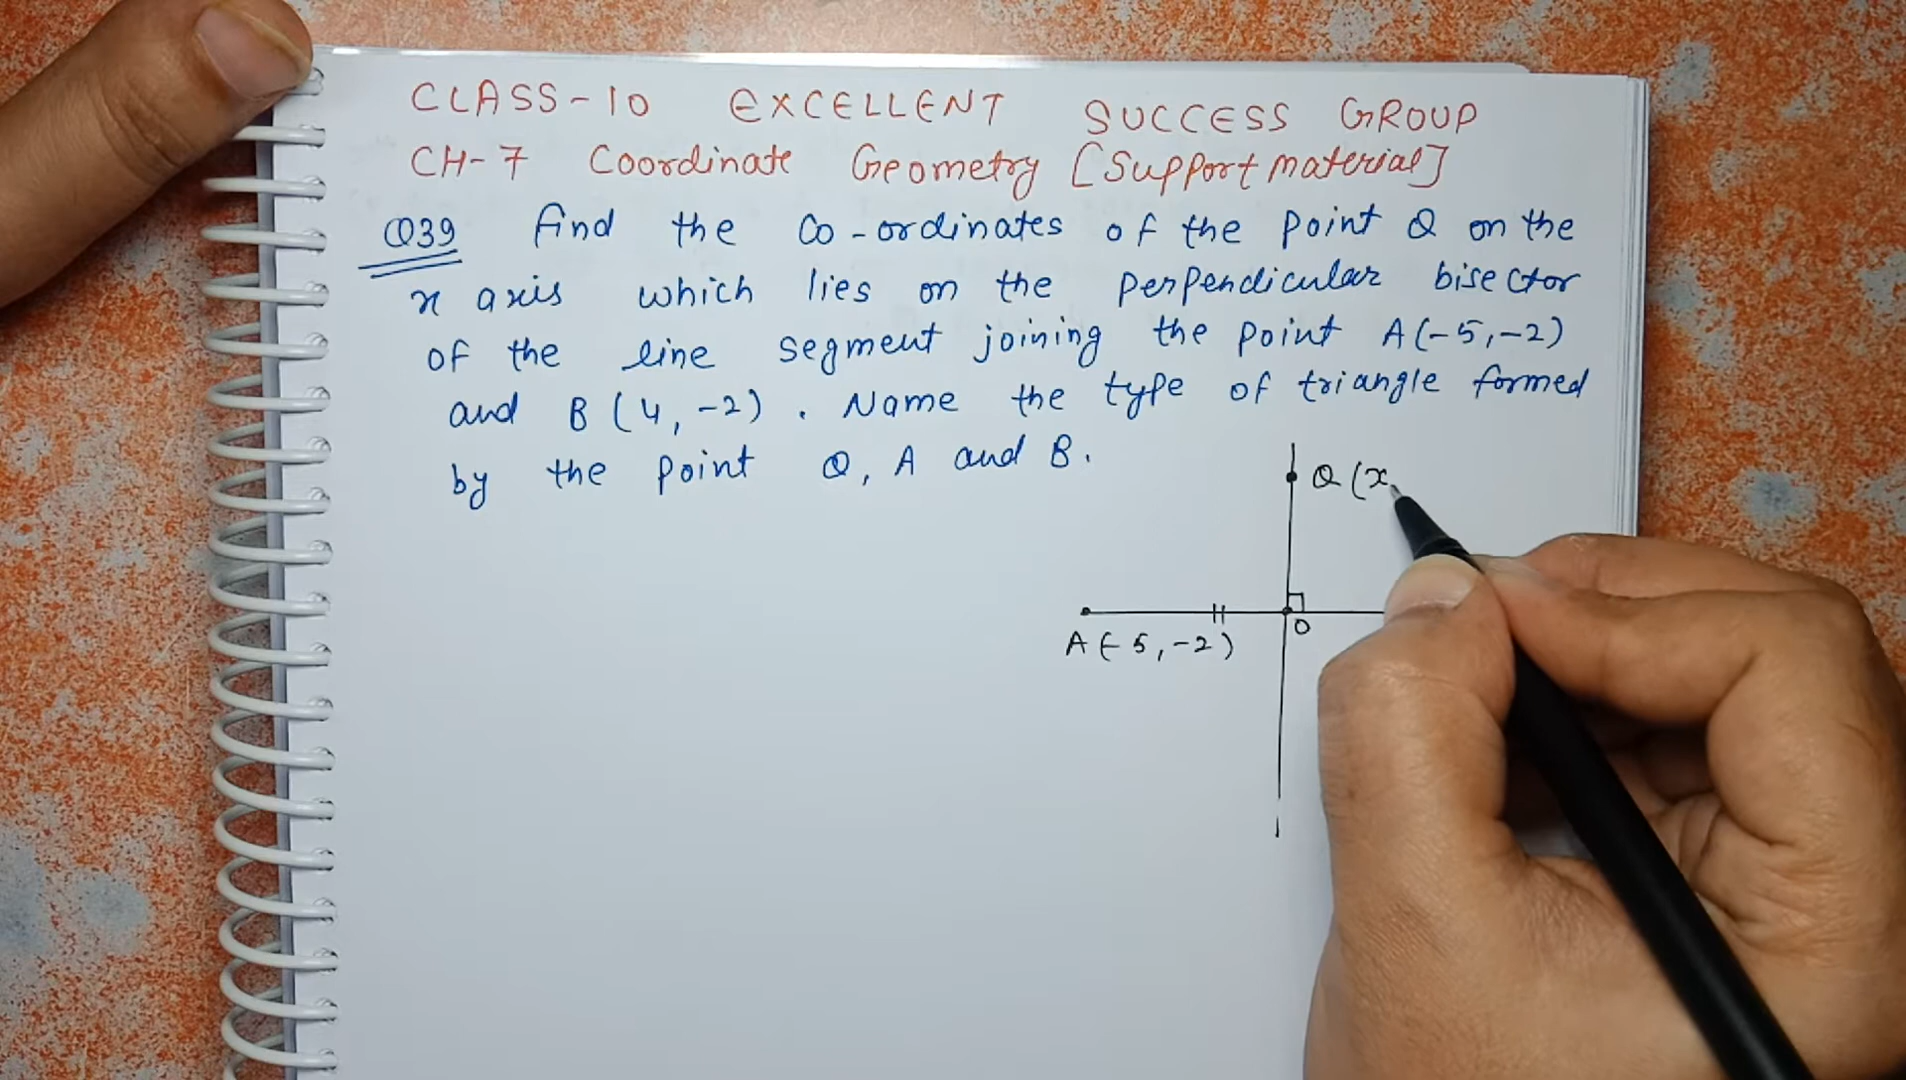 CLASS-10 EXCELLENT SUCCESS GROUP
CH-7 Coordinate Geometry [Support material]
Q39 find the Co-ordinates of the point Q on the
x axis which lies on the perpendicular bisector
of the line segment joining the point A(-5,-2)
and B(4,-2). Name the type of triangle formed
by the point Q, A and B.
Q(x,
O
A(-5,-2)